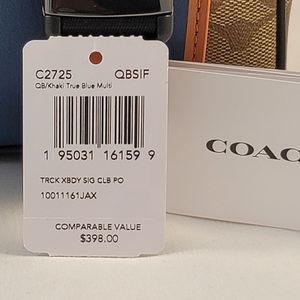 C2725 QBSIF
QB/Khaki True Blue Multi
1 95031 16159 9
TRCK XBDY SIG CLB PO
10011161JAX
COMPARABLE VALUE
$398.00
COAC